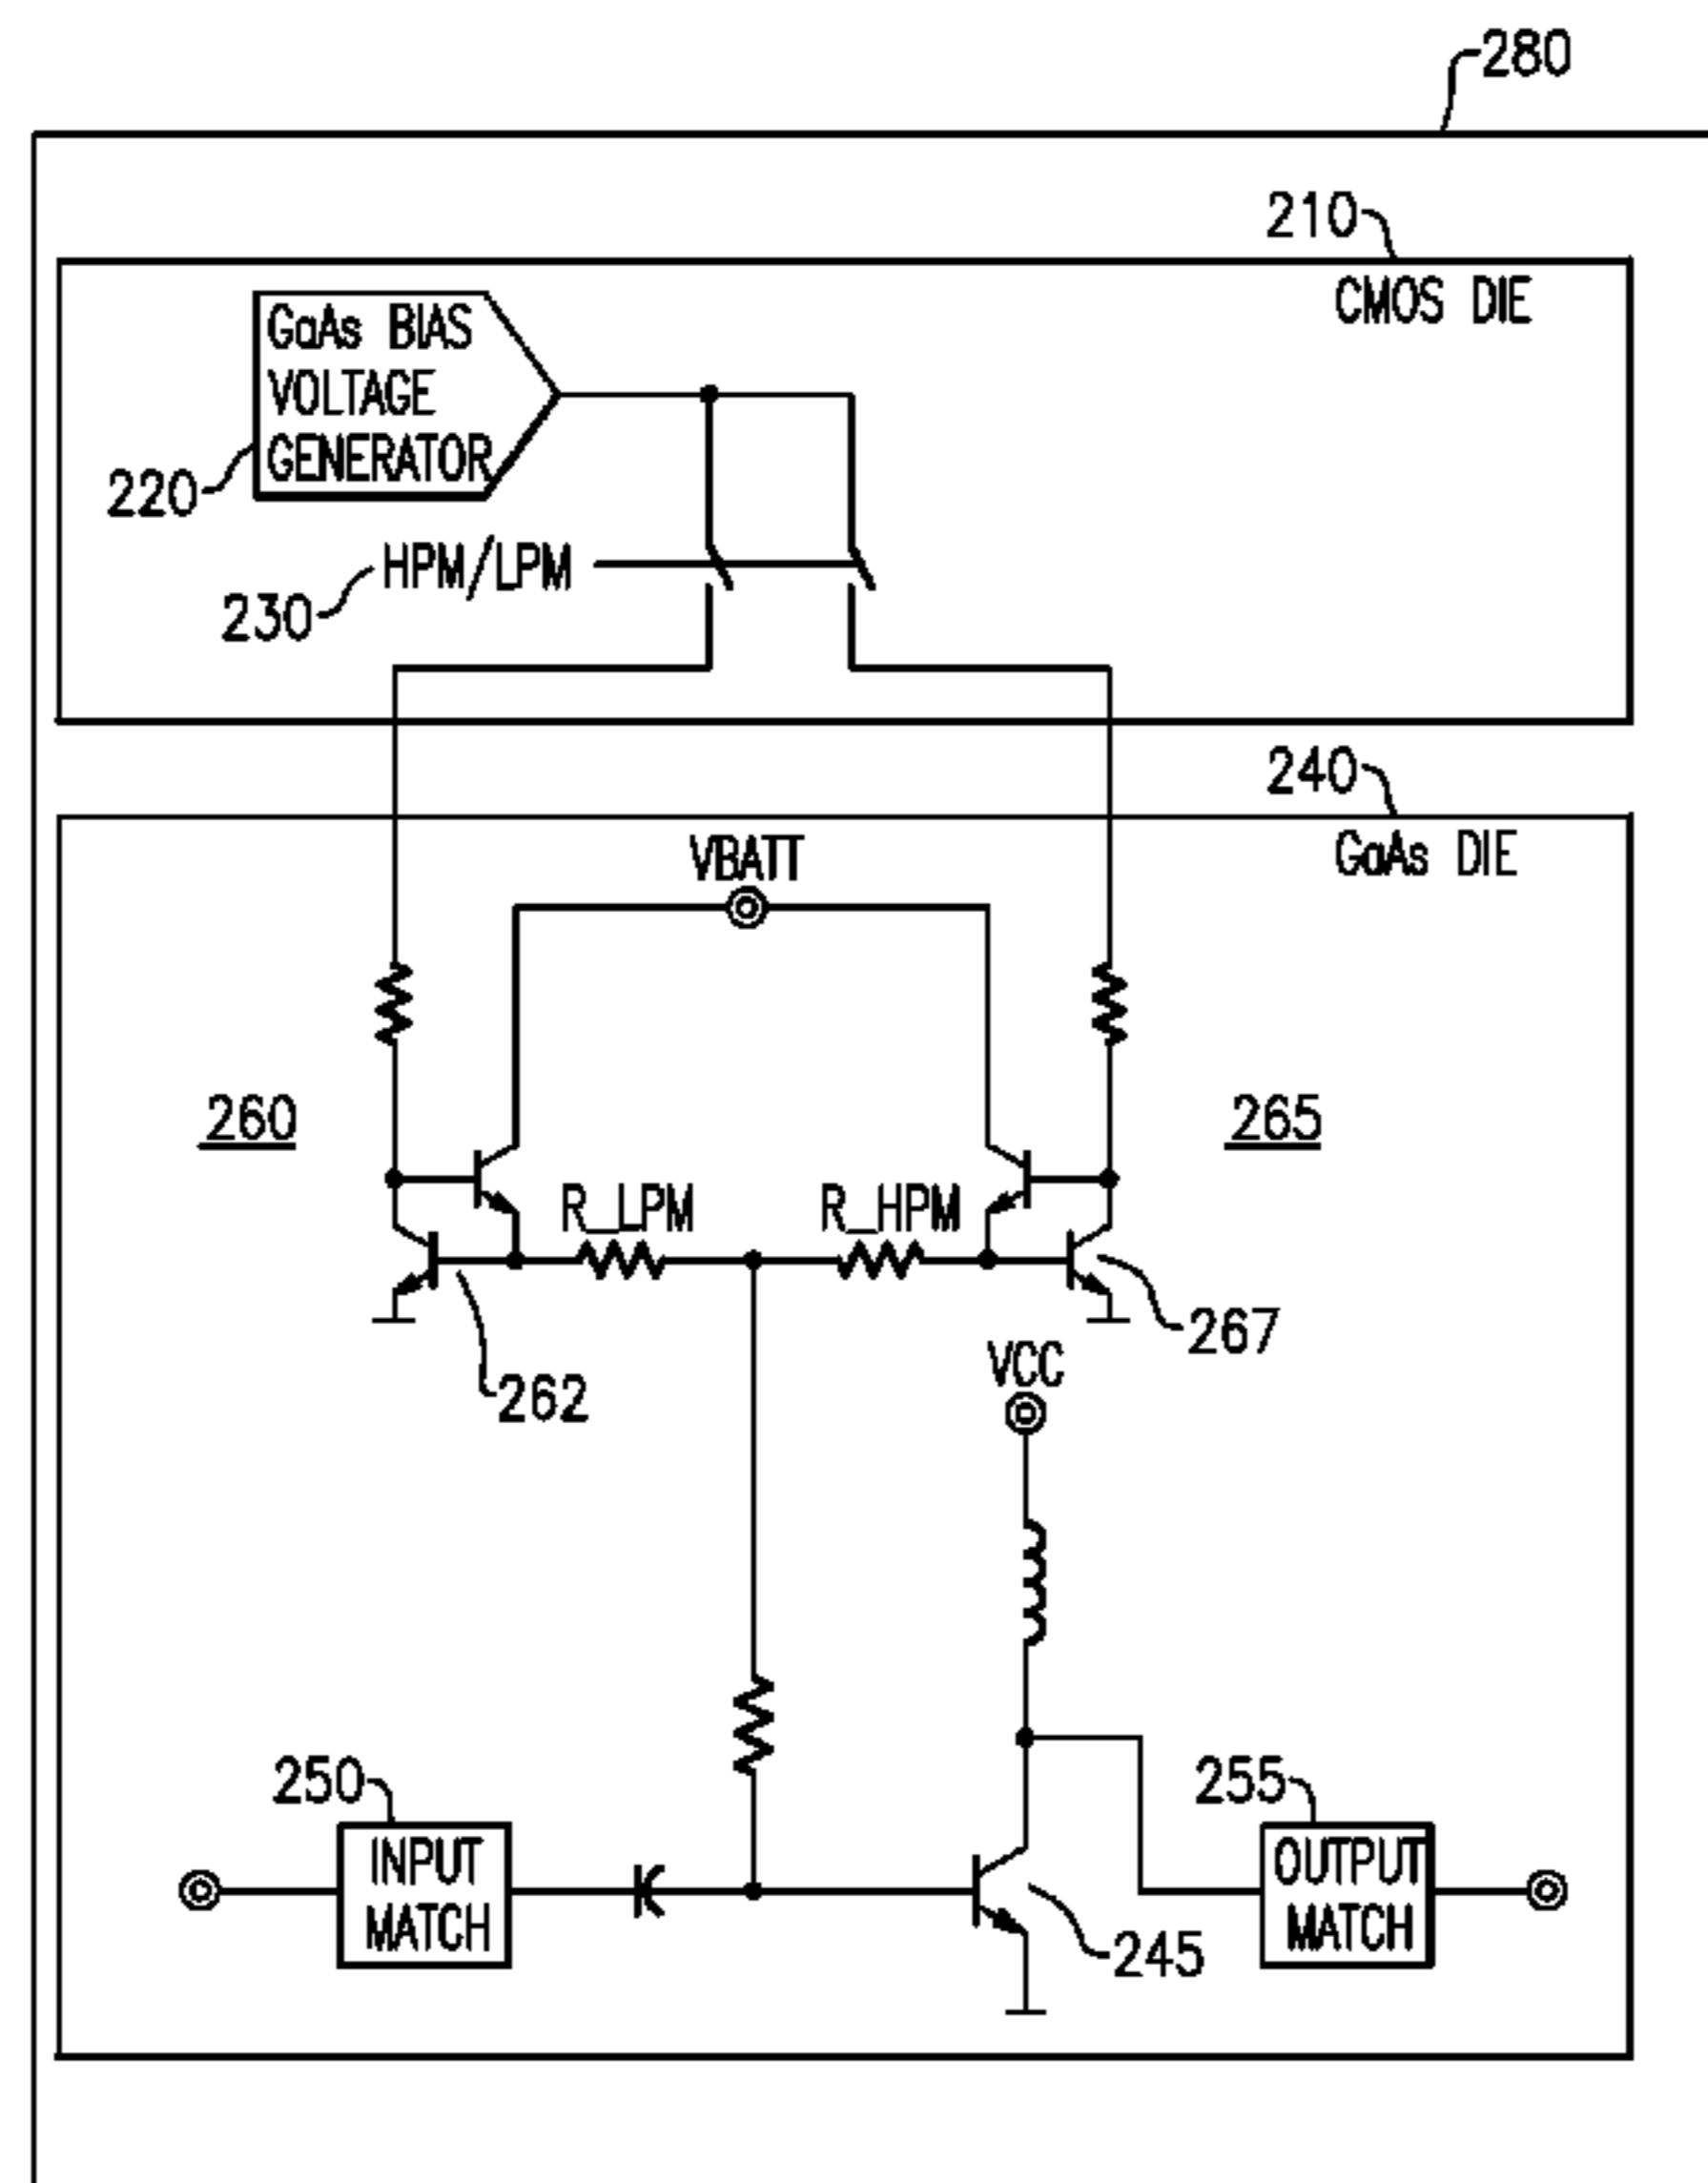 280
210
CMOS DIE
GaAs BIAS
VOLTAGE
GENERATOR
220
HPM/LPM
230
240
GaAs DIE
VBATT
260
265
R_LPM
R_HPM
267
262
VCC
250
255
INPUT
MATCH
OUTPUT
MATCH
245